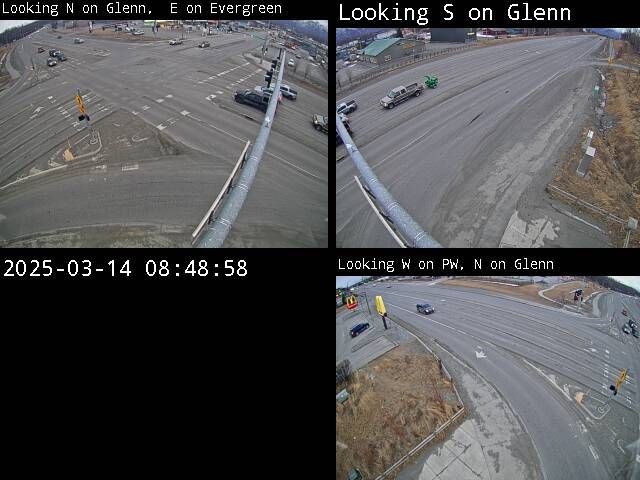 Looking N on Glenn,  E on Evergreen
Looking S on Glenn
2025-03-14 08:48:58
Looking W on PW, N on Glenn